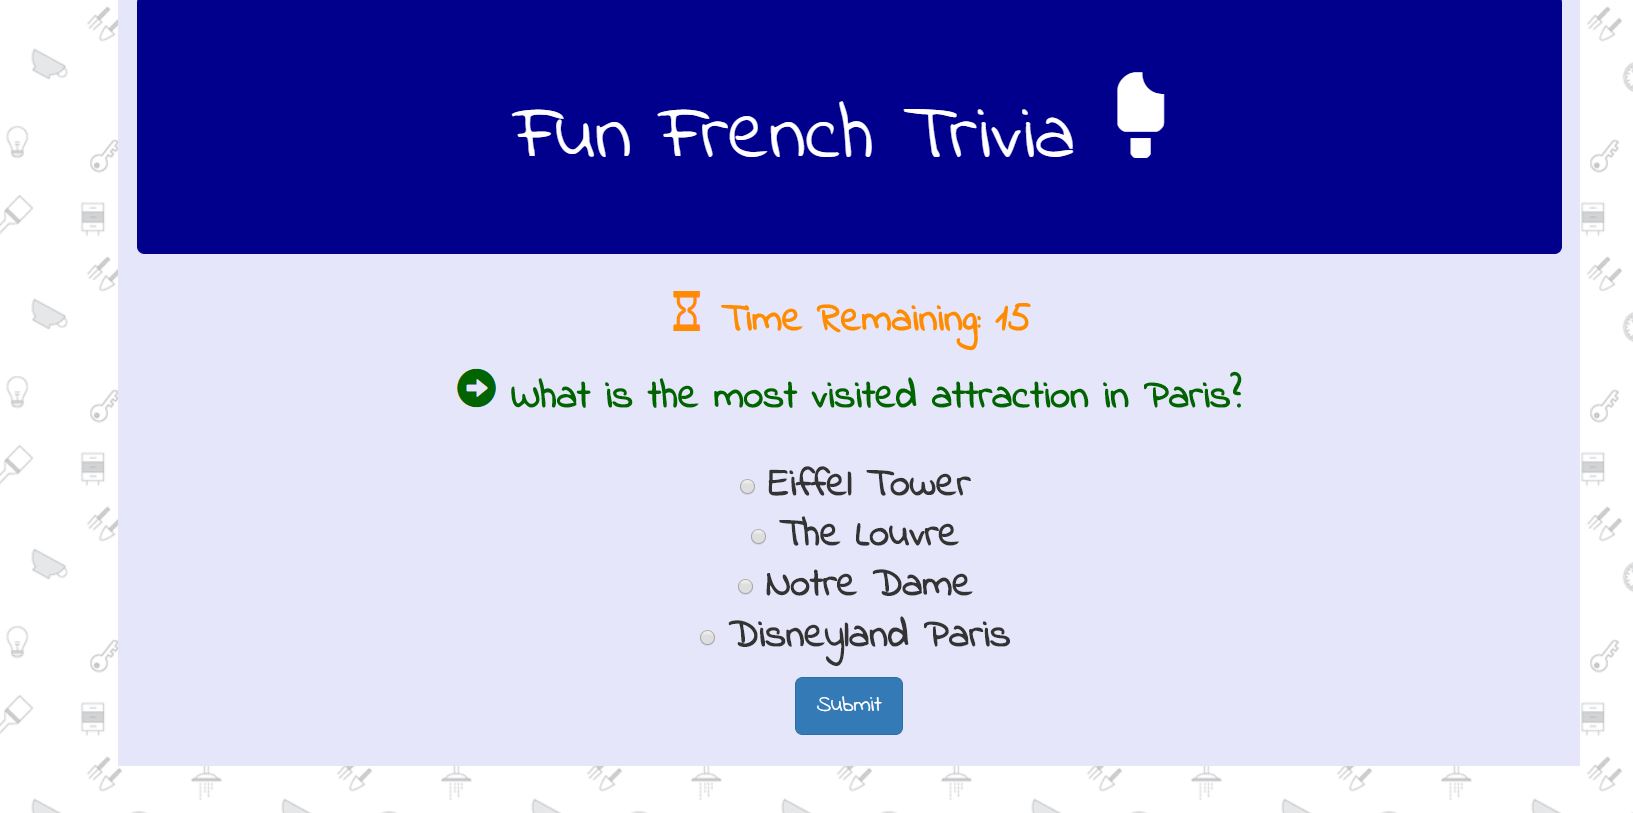 Fun French Trivia
Time Remaining: 15
What is the most visited attraction in Paris?
Eiffel Tower
The Louvre
Notre Dame
Disneyland Paris
Submit